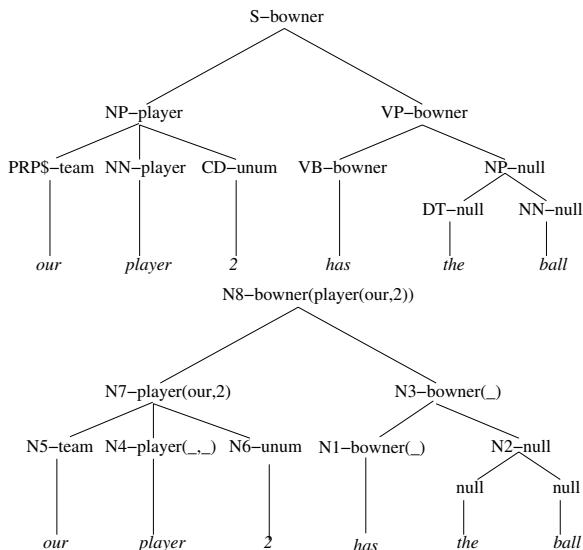 S−bowner
NP−player VP−bowner
PRP$−team NN−player CD−unum VB−bowner NP−null
DT−null NN−null
our player 2 has the ball
N8−bowner(player(our,2))
N7−player(our,2) N3−bowner(_)
N5−team N4−player(_,_) N6−unum N1−bowner(_) N2−null
null null
our player 2 has the ball